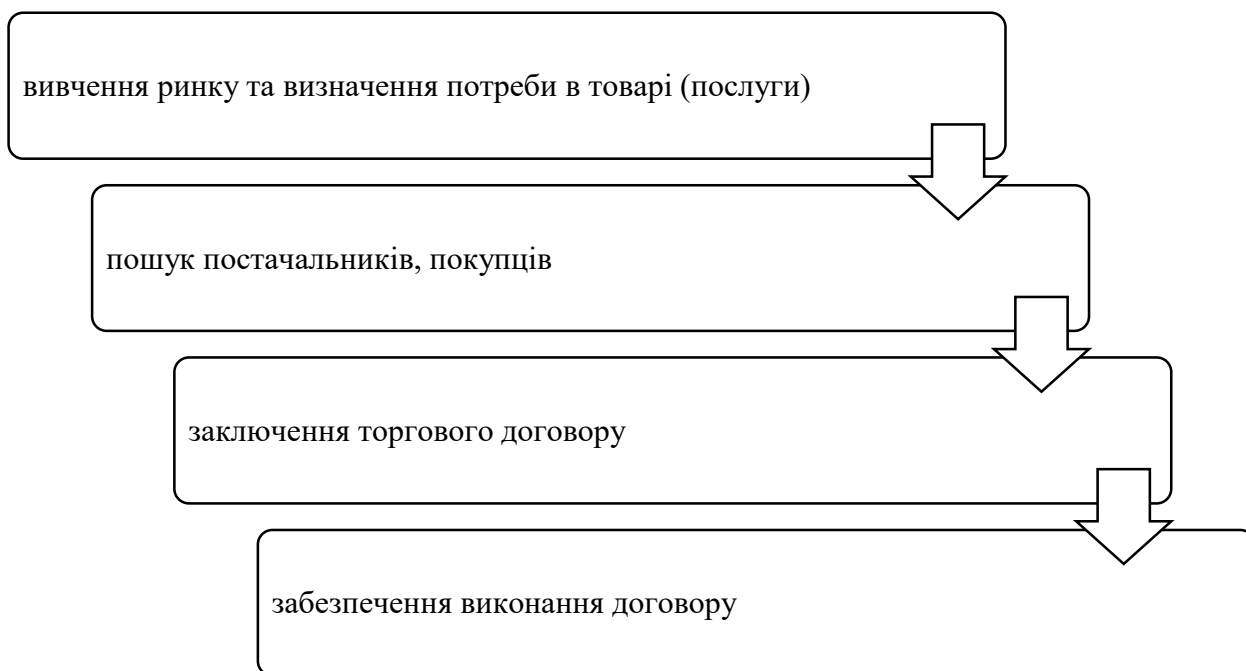 вивчення ринку та визначення потреби в товарі (послуги)
пошук постачальників, покупців
заключення торгового договору
забезпечення виконання договору